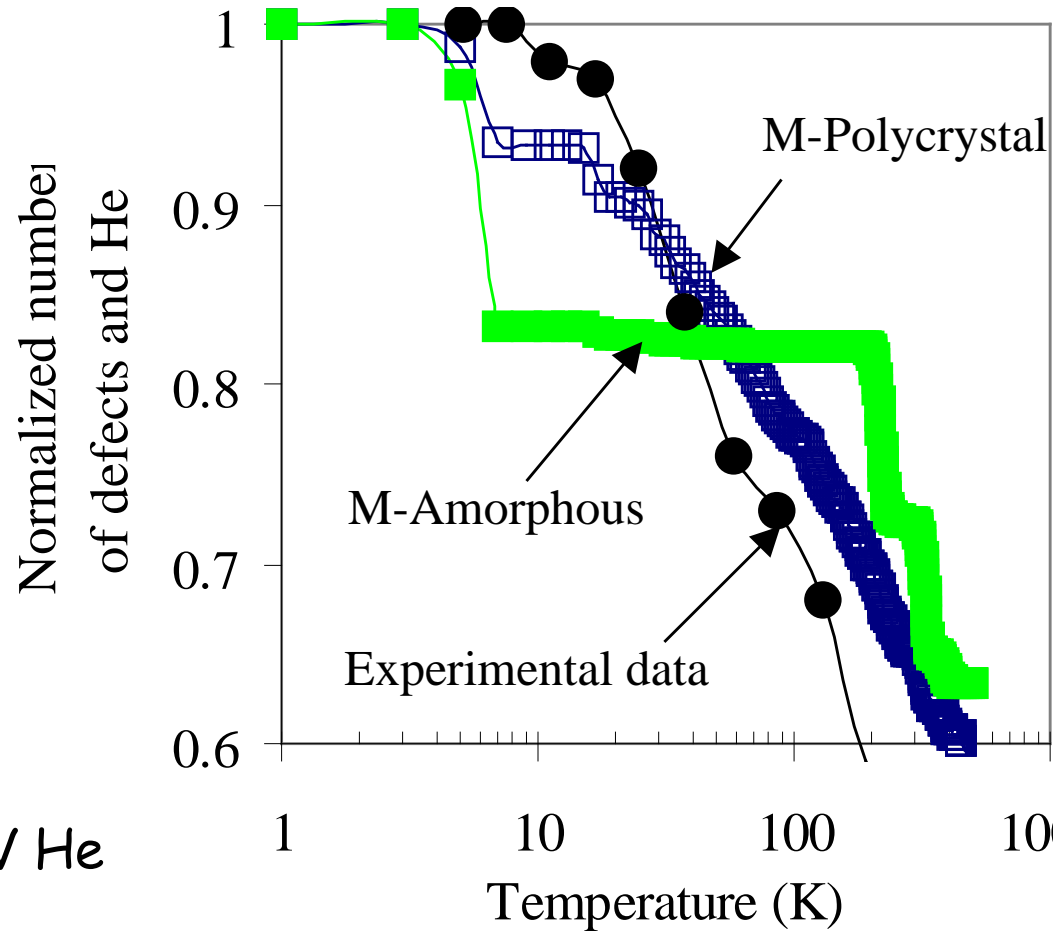 1
0.9
0.8
0.7
0.6
Normalized number
of defects and He
M-Polycrystal
M-Amorphous
Experimental data
1
10
100
Temperature (K)
He